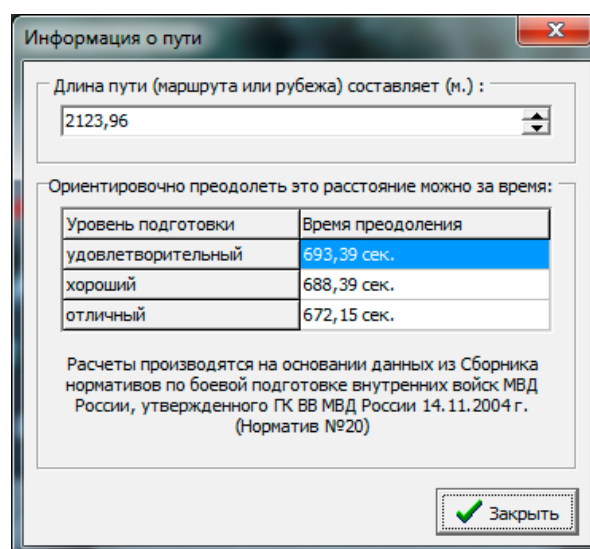 Информация о пути
Длина пути (маршрута или рубежа) составляет (м.) :
2123,96
Ориентировочно преодолеть это расстояние можно за время:
Уровень подготовки Время преодоления
удовлетворительный 693,39 сек.
хороший 688,39 сек.
отличный 672,15 сек.
Расчеты производятся на основании данных из Сборника
нормативов по боевой подготовке внутренних войск МВД
России, утвержденного ГК ВВ МВД России 14.11.2004 г.
(Норматив №20)
Закрыть